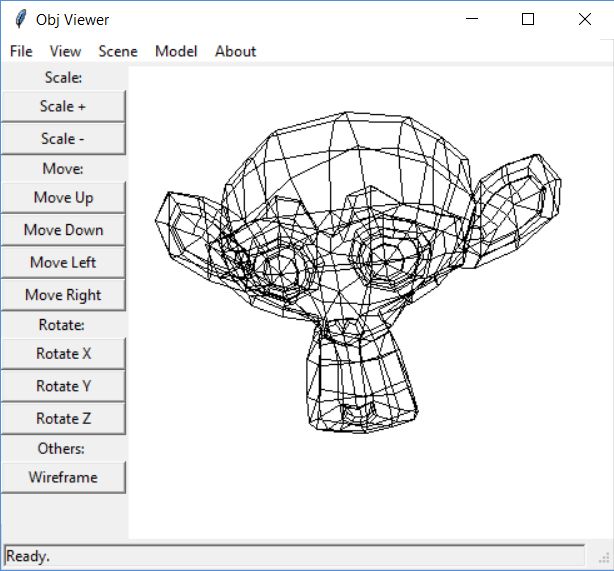 Obj Viewer
File View Scene Model About
Scale:
Scale +
Scale -
Move:
Move Up
Move Down
Move Left
Move Right
Rotate:
Rotate X
Rotate Y
Rotate Z
Others:
Wireframe
Ready.